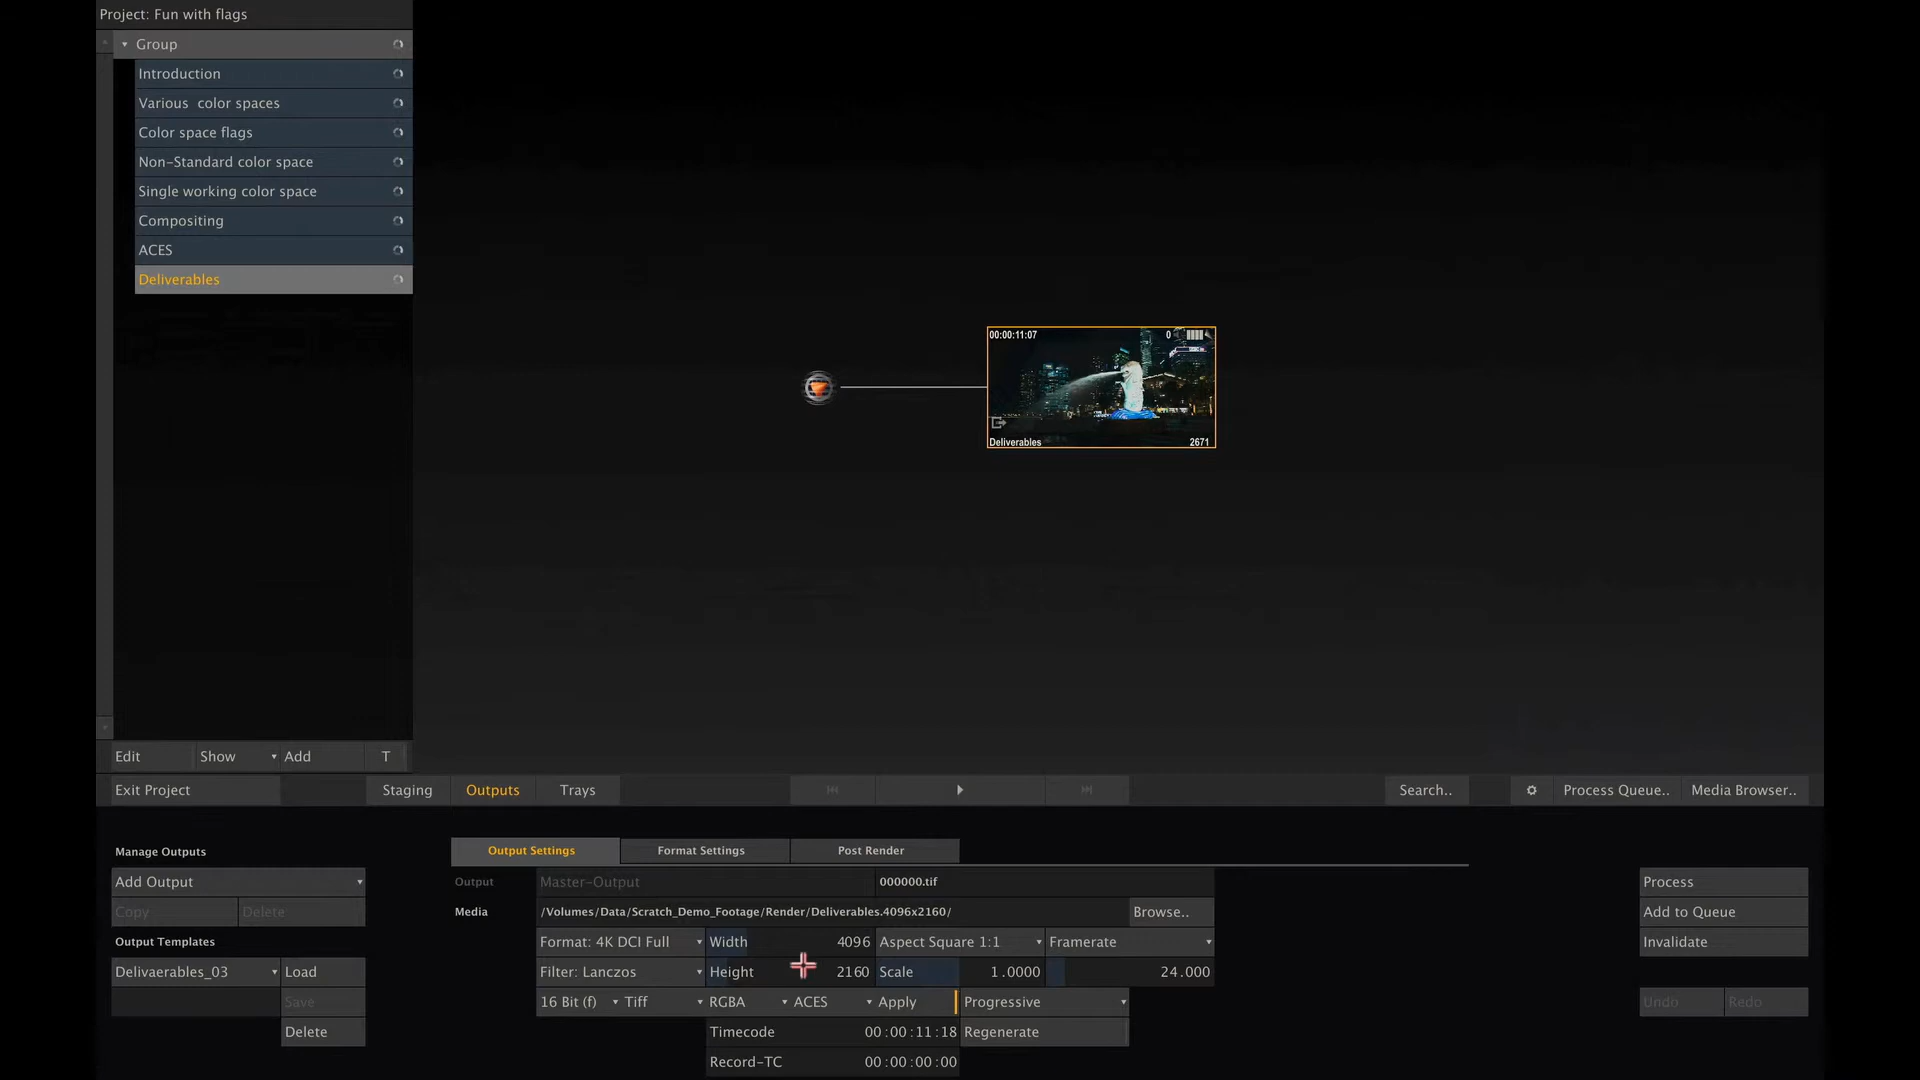 Project: Fun with flags
Group
Introduction
Various color spaces
Color space flags
Non-Standard color space
Single working color space
Compositing
ACES
Deliverables
00:00:11:07 0
Deliverables 2671
Edit Show Add T
Exit Project Staging Outputs Trays Search.. Process Queue.. Media Browser..
Manage Outputs
Add Output
Copy Delete
Output Templates
Delivaerables_03 Load
Save
Delete
Output Settings Format Settings Post Render
Output Master-Output 000000.tif
Media /Volumes/Data/Scratch_Demo_Footage/Render/Deliverables.4096x2160/ Browse..
Format: 4K DCI Full Width 4096 Aspect Square 1:1 Framerate
Filter: Lanczos Height 2160 Scale 1.0000 24.000
16 Bit (f) Tiff RGBA ACES Apply Progressive
Timecode 00:00:11:18 Regenerate
Record-TC 00:00:00:00
Process
Add to Queue
Invalidate
Undo Redo